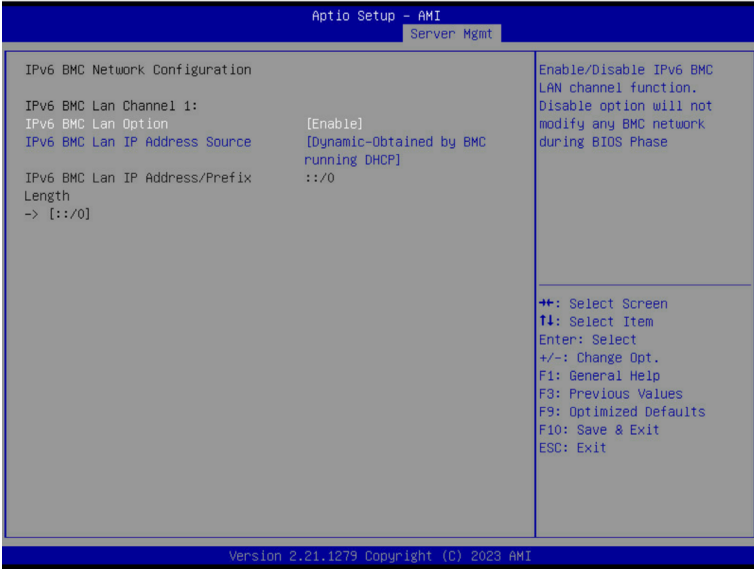 Aptio Setup – AMI
Server Mgmt
IPv6 BMC Network Configuration
IPv6 BMC Lan Channel 1:
IPv6 BMC Lan Option [Enable]
IPv6 BMC Lan IP Address Source [Dynamic-Obtained by BMC
running DHCP]
IPv6 BMC Lan IP Address/Prefix ::/0
Length
-> [::/0]
Enable/Disable IPv6 BMC
LAN channel function.
Disable option will not
modify any BMC network
during BIOS Phase
→←: Select Screen
↑↓: Select Item
Enter: Select
+/-: Change Opt.
F1: General Help
F3: Previous Values
F9: Optimized Defaults
F10: Save & Exit
ESC: Exit
Version 2.21.1279 Copyright (C) 2023 AMI